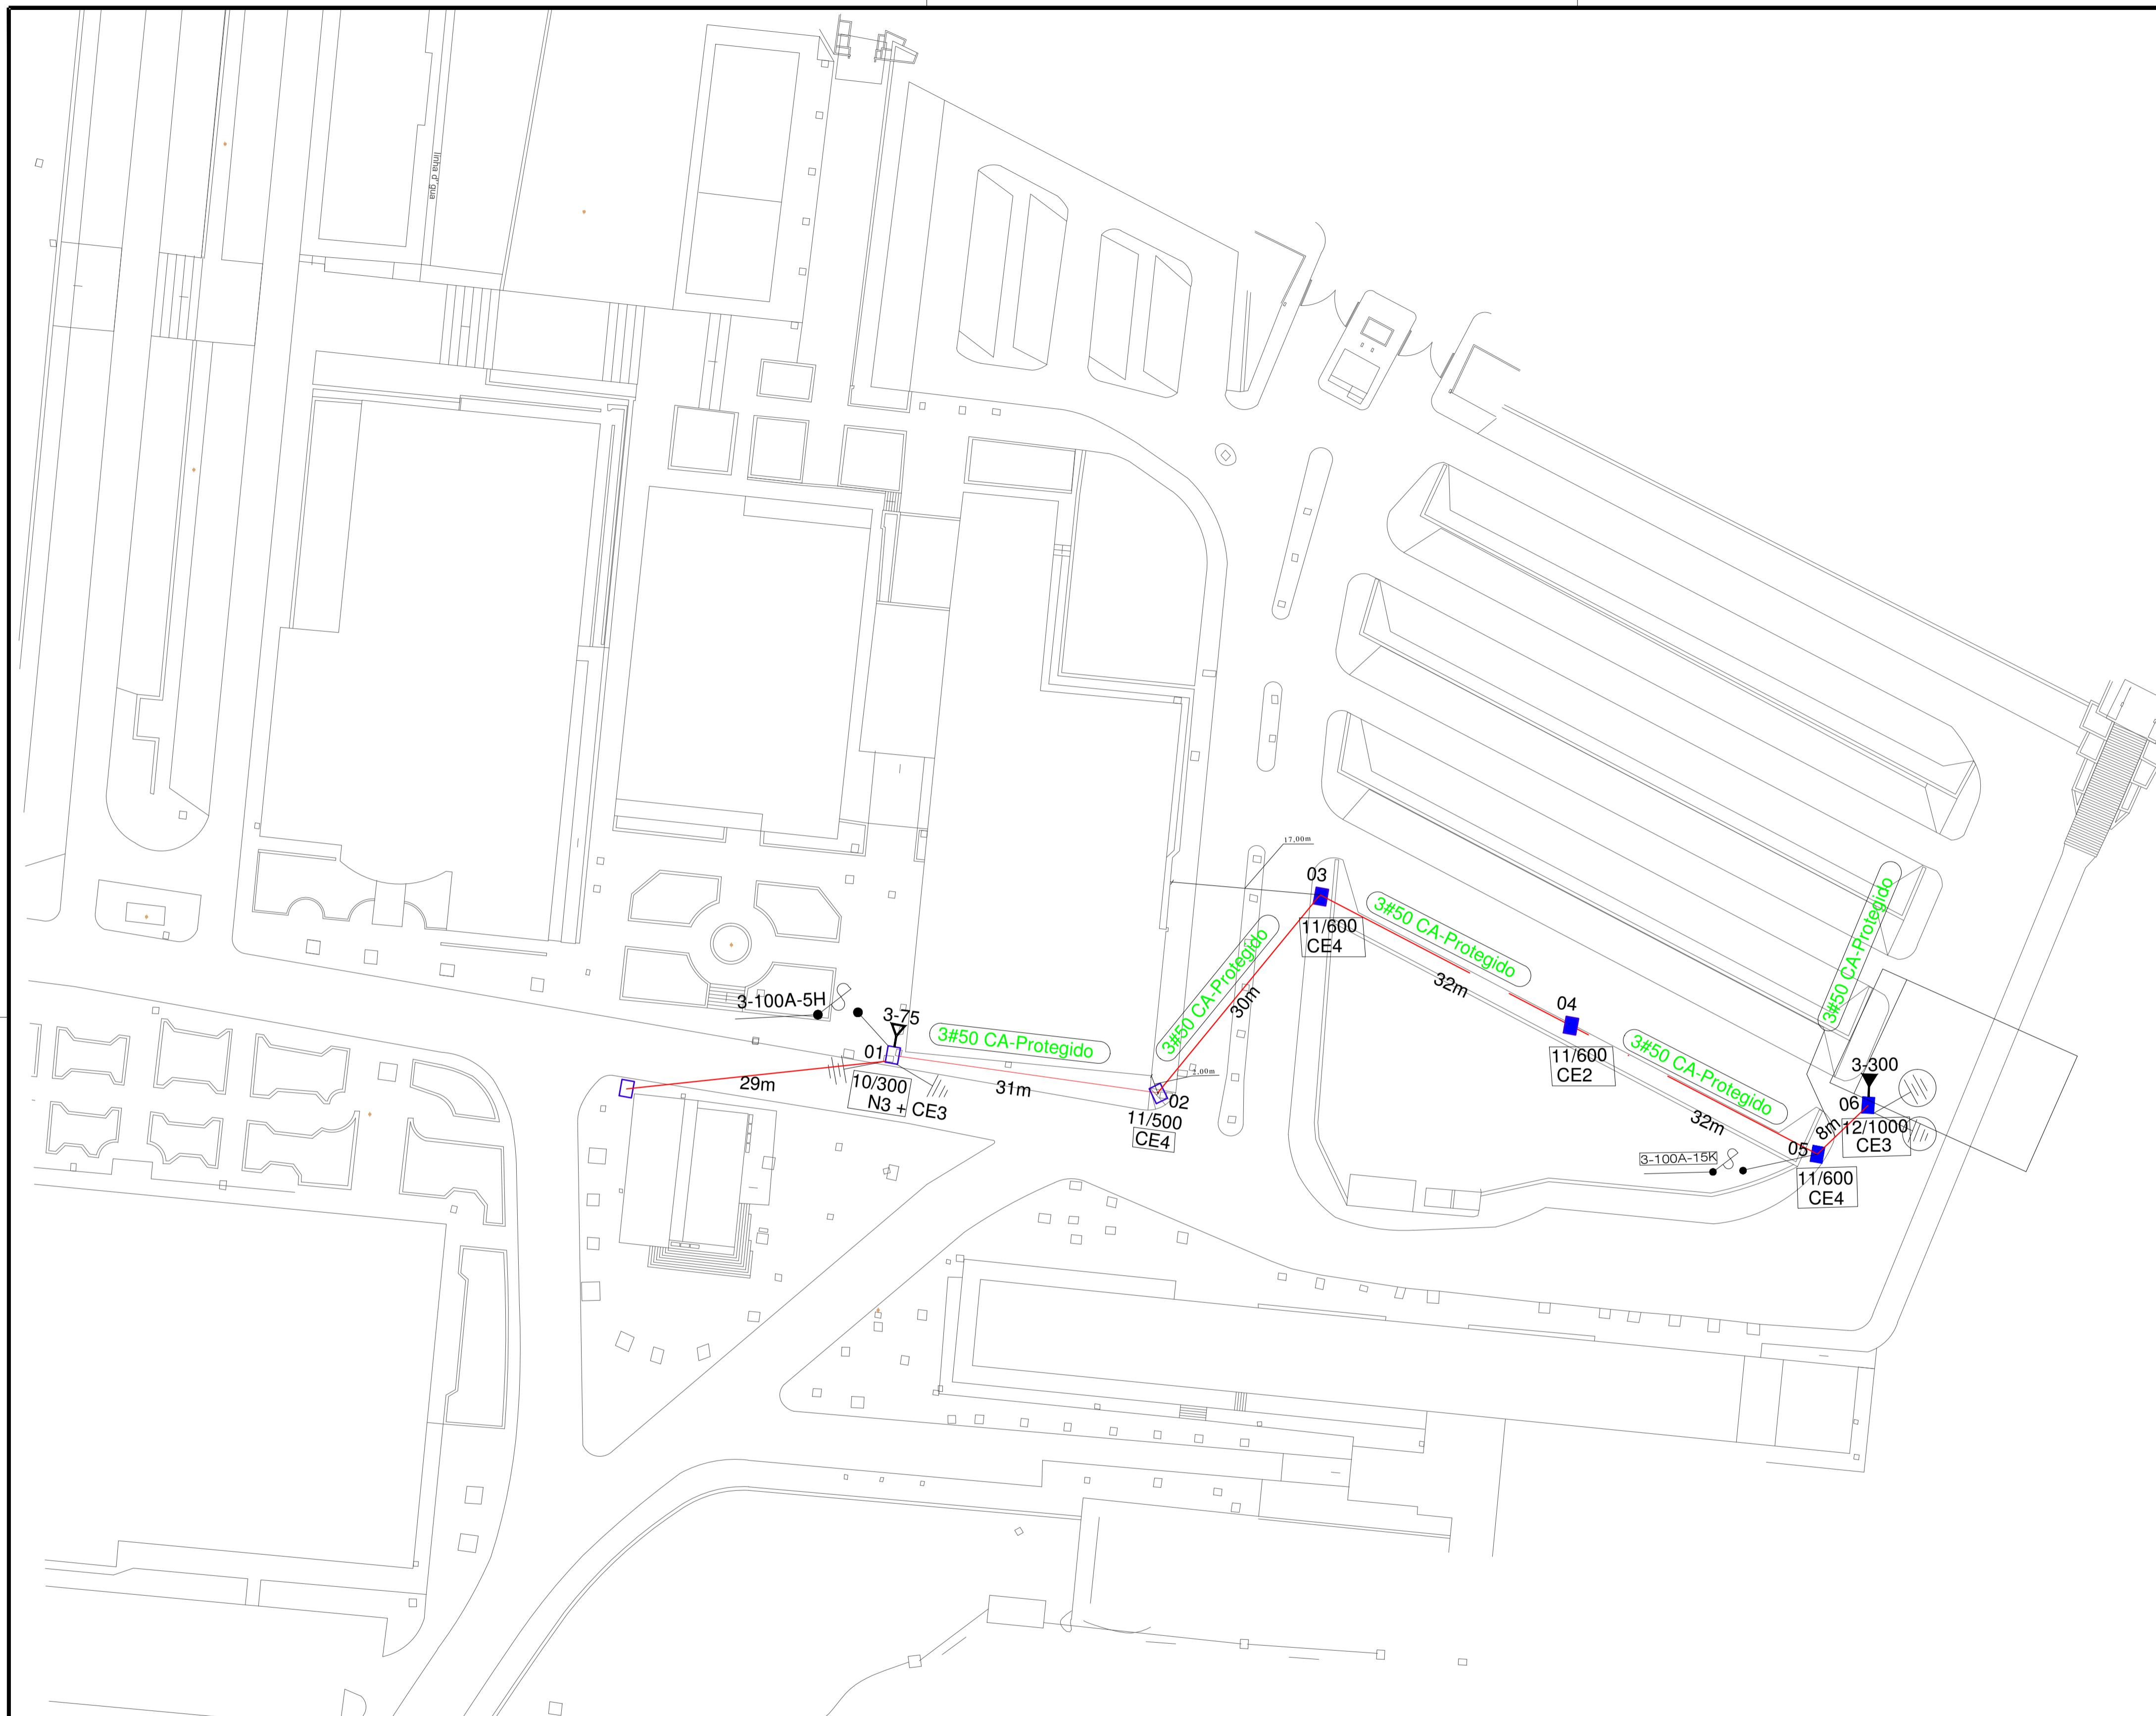 linha d' gua
17,00m
03
3#50 CA-Protegido
11/600
CE4
3#50 CA-Protegido
30m
32m
3#50 CA-Protegido
04
11/600
CE2
3#50 CA-Protegido
32m
3-100A-5H
3-75
01
3#50 CA-Protegido
29m
10/300
N3 + CE3
31m
2,00m
02
11/500
CE4
3-300
06
12/1000
CE3
8m
05
3-100A-15K
11/600
CE4